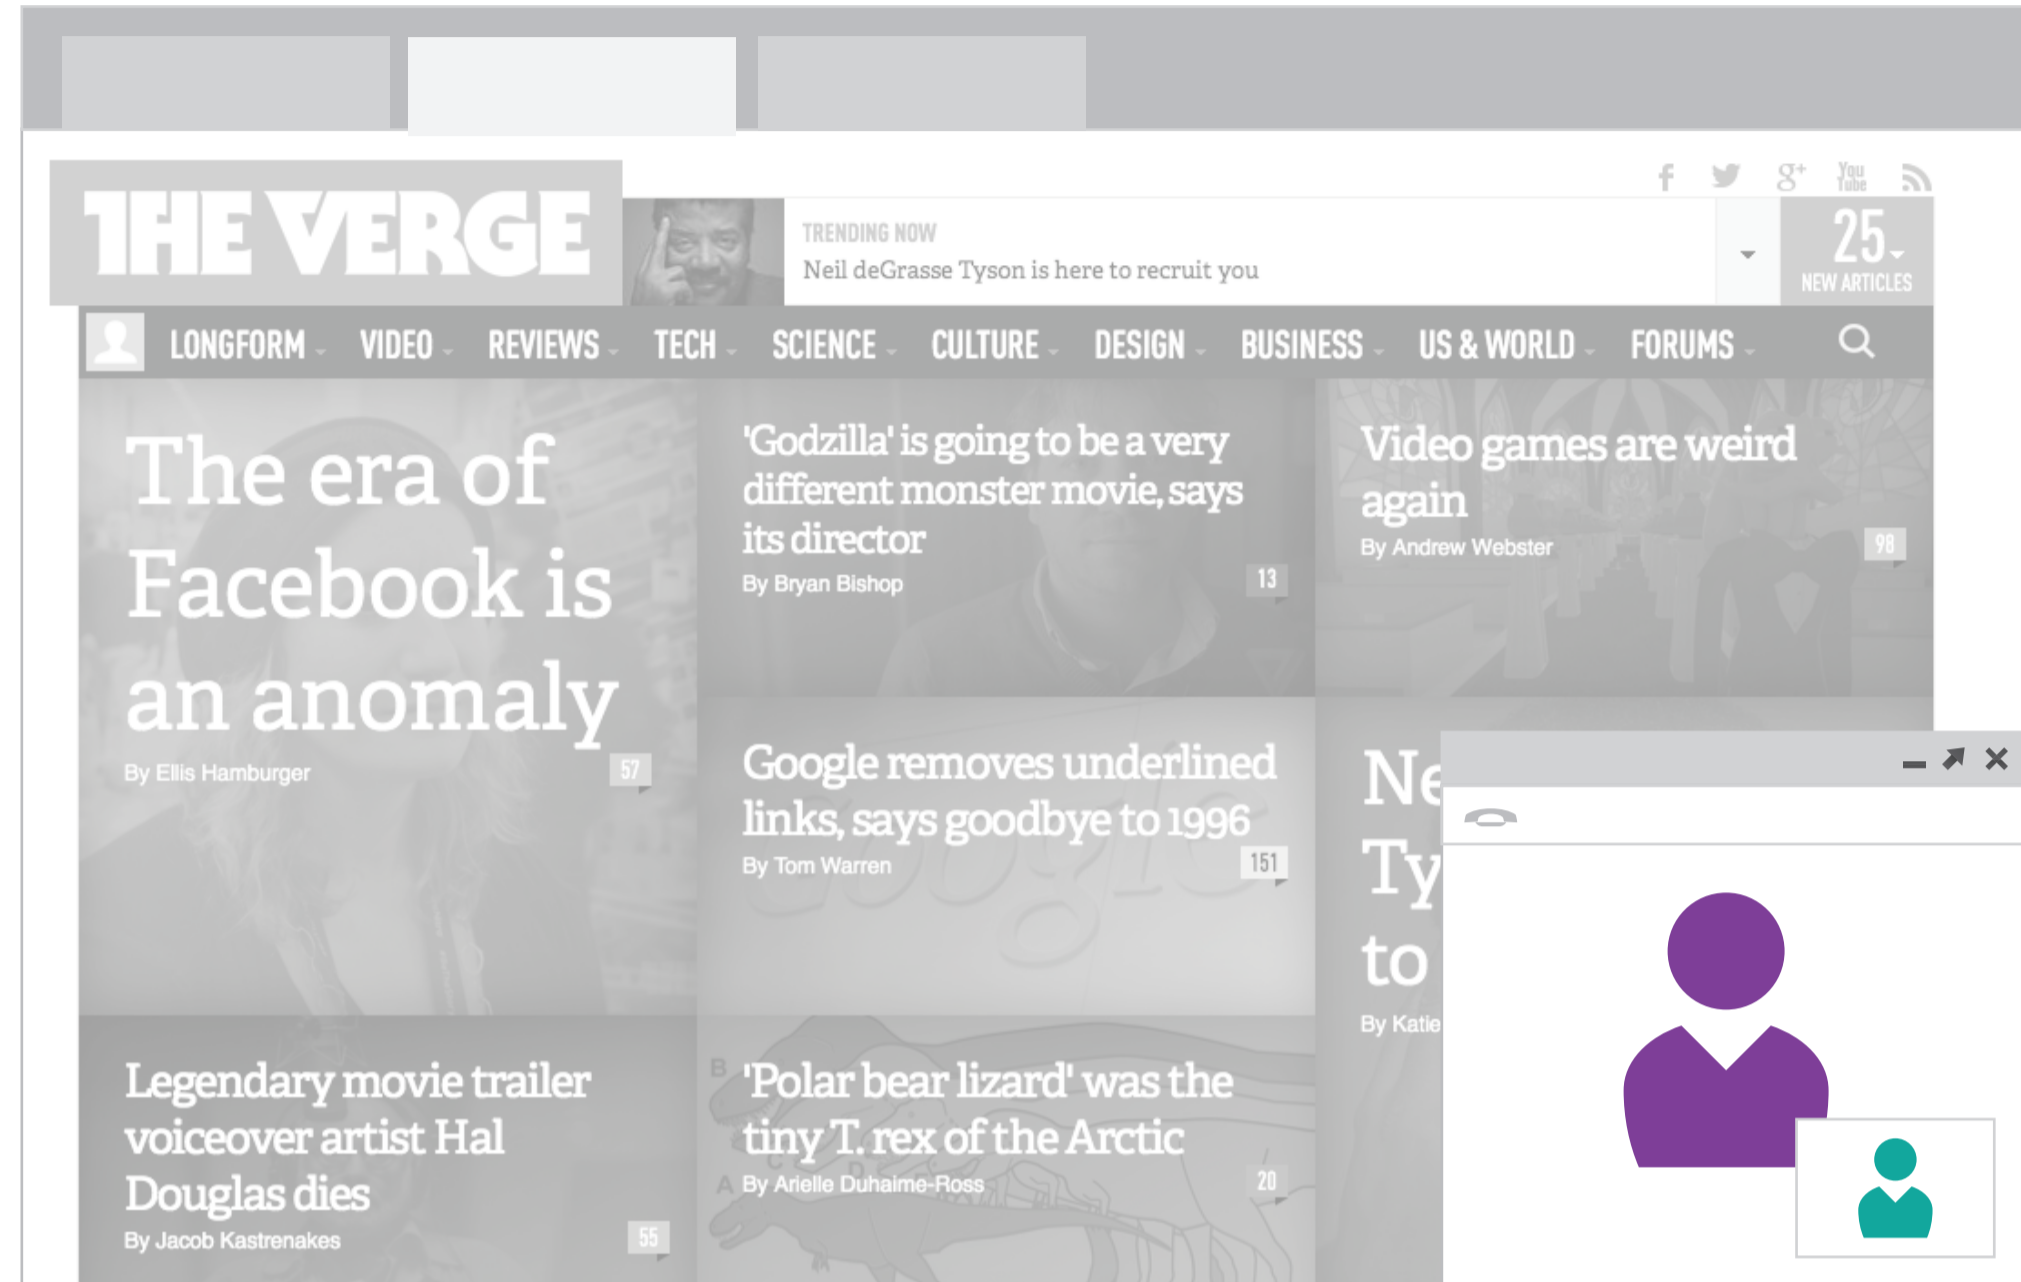 THE VERGE
TRENDING NOW
Neil deGrasse Tyson is here to recruit you
g+
You
Tube
25
NEW ARTICLES
LONGFORM VIDEO REVIEWS TECH SCIENCE CULTURE DESIGN BUSINESS US & WORLD FORUMS
The era of
Facebook is
an anomaly
By Ellis Hamburger
57
'Godzilla' is going to be a very
different monster movie, says
its director
By Bryan Bishop
13
Video games are weird
again
By Andrew Webster
98
Google removes underlined
links, says goodbye to 1996
By Tom Warren
151
Google
Ne
Ty
to
By Katie
Legendary movie trailer
voiceover artist Hal
Douglas dies
By Jacob Kastrenakes
55
'Polar bear lizard' was the
tiny T. rex of the Arctic
By Arielle Duhaime-Ross
20
B
C
D
A